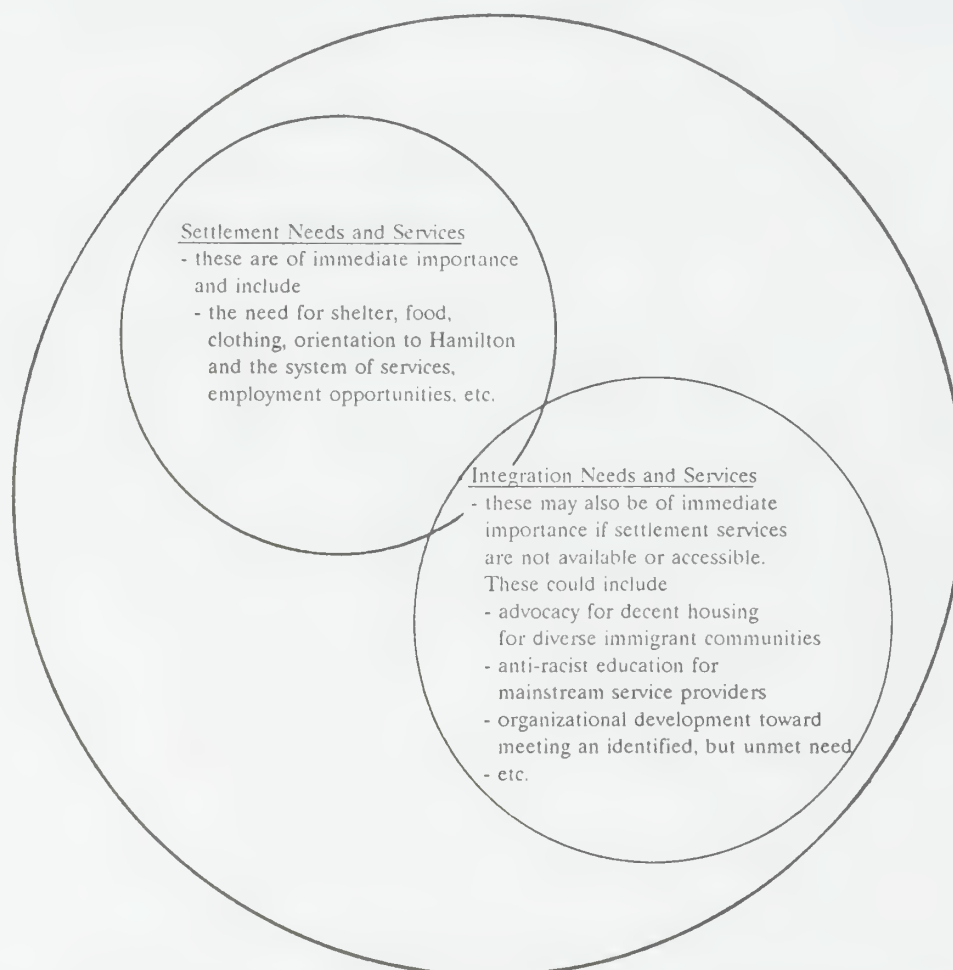 Settlement Needs and Services
- these are of immediate importance
and include
- the need for shelter, food,
clothing, orientation to Hamilton
and the system of services,
employment opportunities, etc.
Integration Needs and Services
- these may also be of immediate
importance if settlement services
are not available or accessible.
These could include
- advocacy for decent housing
for diverse immigrant communities
- anti-racist education for
mainstream service providers
- organizational development toward
meeting an identified, but unmet need
- etc.